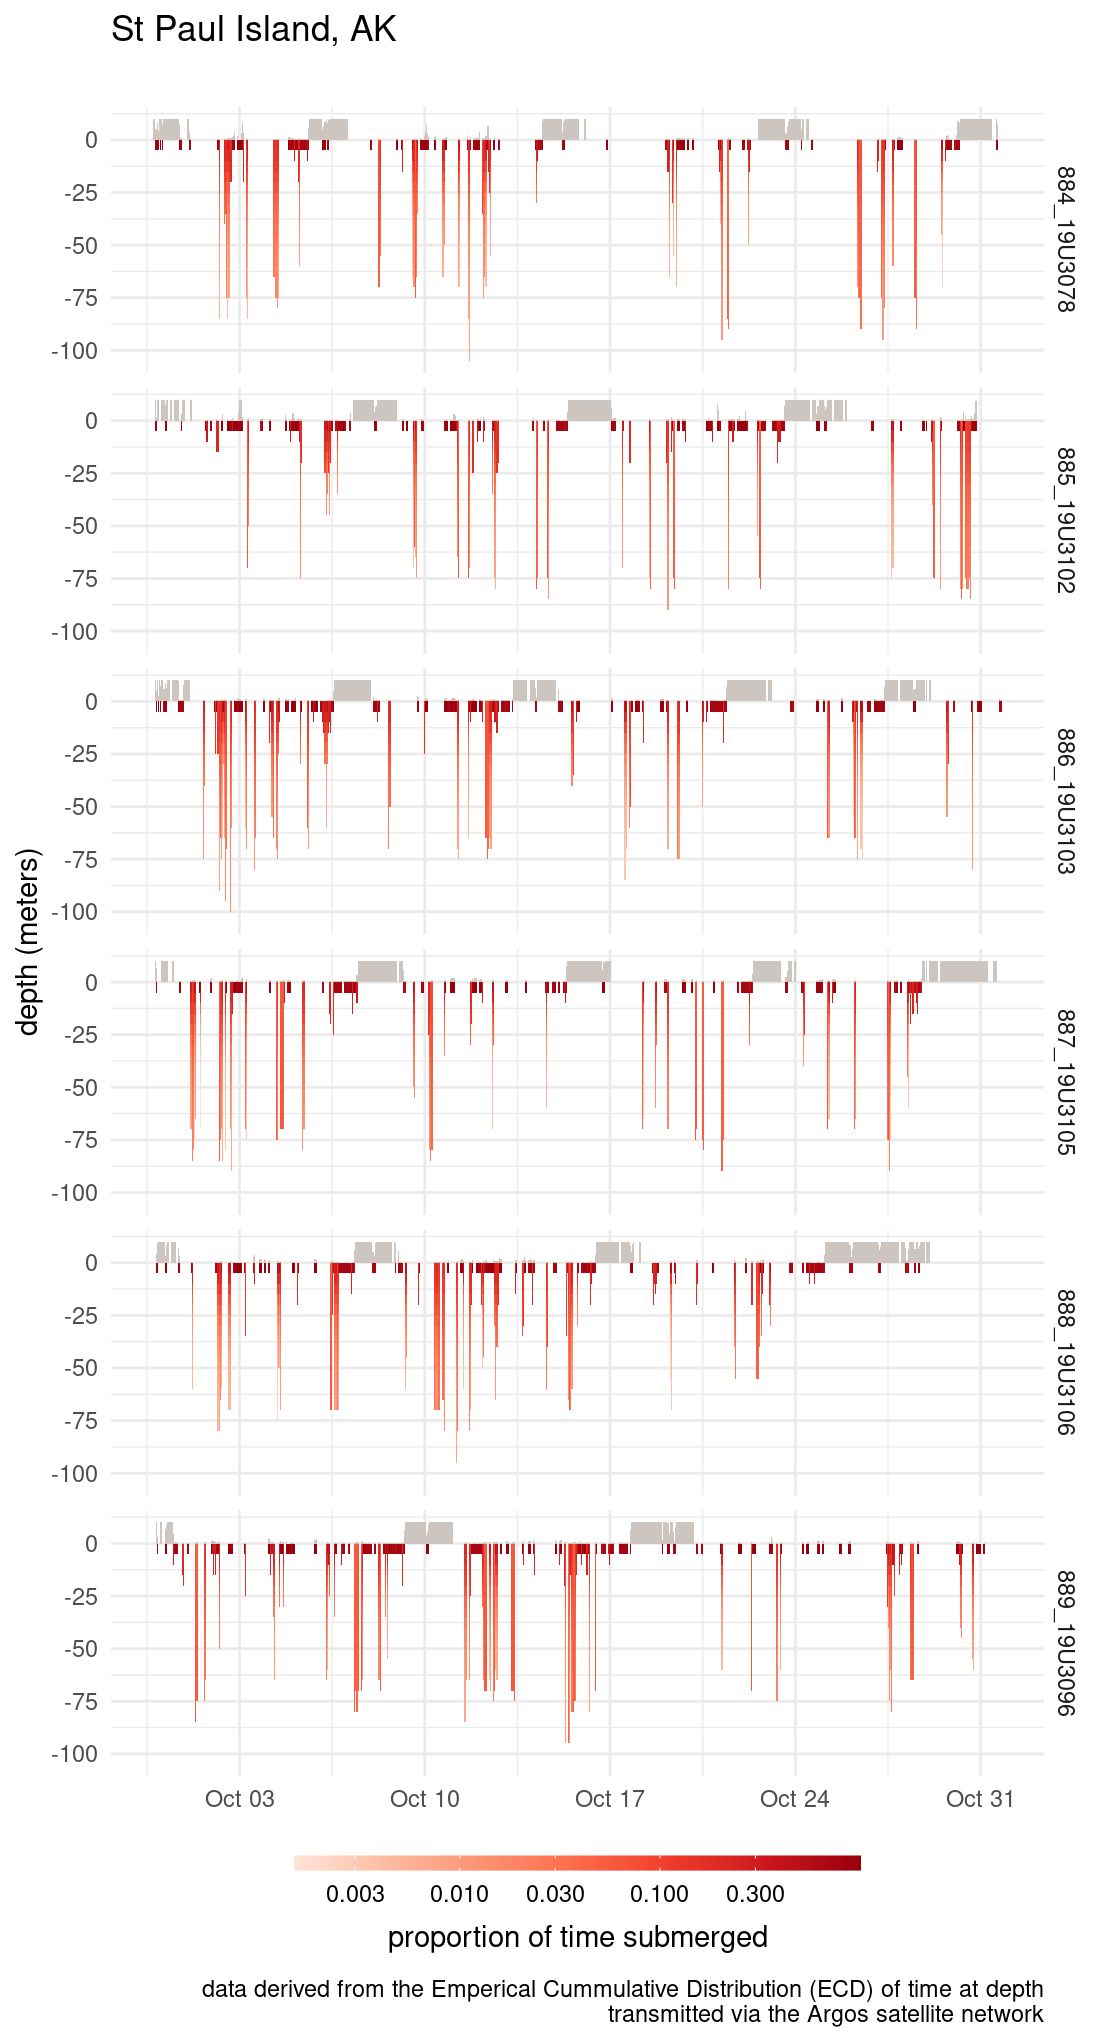 St Paul Island, AK
depth (meters)
0
-25
-50
-75
-100
884_19U3078
0
-25
-50
-75
-100
885_19U3102
0
-25
-50
-75
-100
886_19U3103
0
-25
-50
-75
-100
887_19U3105
0
-25
-50
-75
-100
888_19U3106
0
-25
-50
-75
-100
889_19U3096
Oct 03 Oct 10 Oct 17 Oct 24 Oct 31
0.003 0.010 0.030 0.100 0.300
proportion of time submerged
data derived from the Emperical Cummulative Distribution (ECD) of time at depth
transmitted via the Argos satellite network